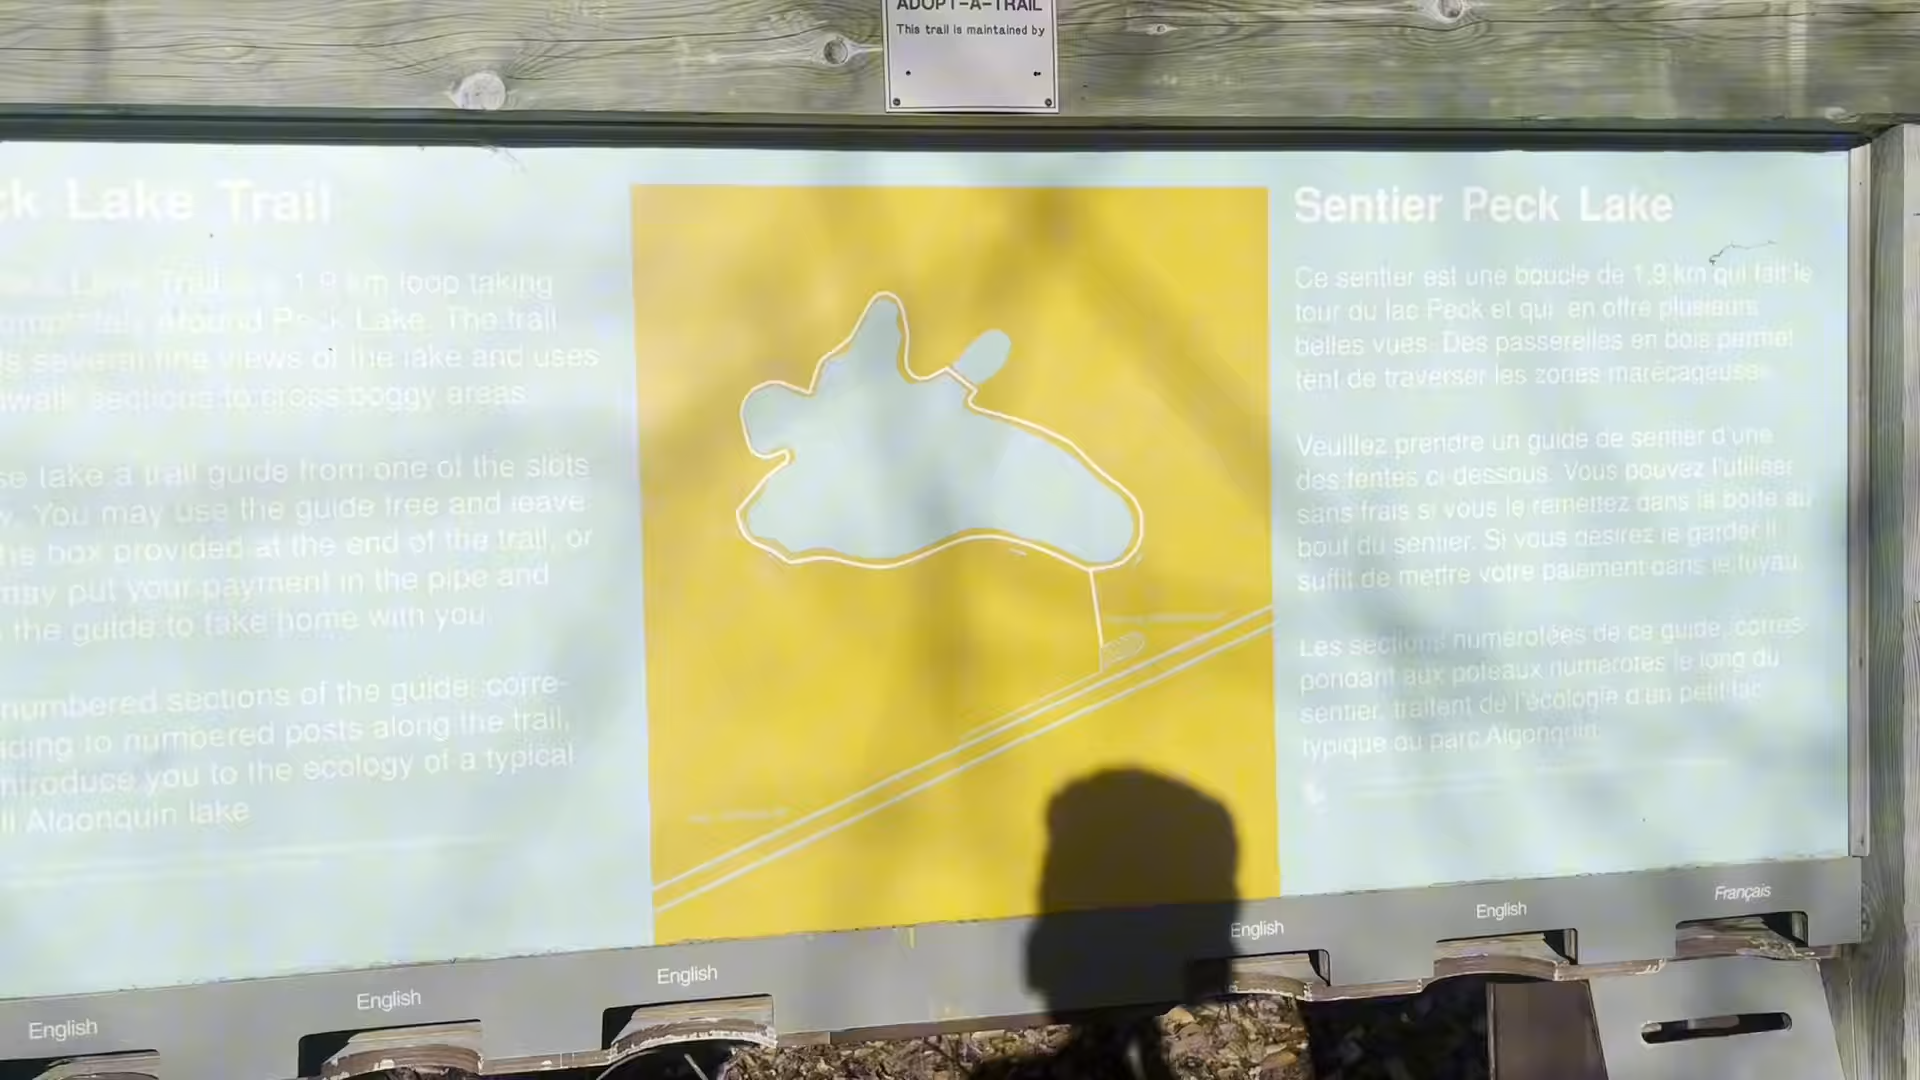 ADOPT-A-TRAIL
This trail is maintained by
ck Lake Trail
Lake Trail 1.9 km loop taking
around Peck Lake. The trail
s several fine views of the lake and uses
walk sections to cross boggy areas
se take a trail guide from one of the slots
w. You may use the guide free and leave
he box provided at the end of the trail, or
may put your payment in the pipe and
the guide to take home with you.
numbered sections of the guide, corre-
ding to numbered posts along the trail,
ntroduce you to the ecology of a typical
ll Algonquin lake
Sentier Peck Lake
Ce sentier est une boucle de 1.9 km qui fait le
tour du lac Peck et qui en offre plusieurs
belles vues. Des passerelles en bois permet
tent de traverser les zones marécageuses
Veuillez prendre un guide de sentier d'une
des fentes ci-dessous. Vous pouvez l'utiliser
sans frais si vous le remettez dans la boîte au
bout du sentier. Si vous désirez le garder il
suffit de mettre votre paiement dans le tuyau.
Les sections numérotées de ce guide, corres-
pondant aux poteaux numérotés le long du
sentier, traitent de l'écologie d'un petit lac
typique du parc Algonquin
English
English
English
English
English
Français